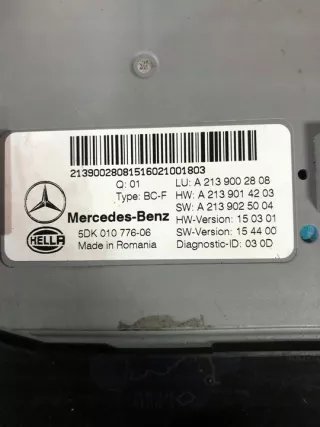 21390028081516021001803
Q: 01 LU: A 213 900 28 08
Type: BC-F HW: A 213 901 42 03
Mercedes-Benz SW: A 213 902 50 04
HELLA 5DK 010 776-06 HW-Version: 15 03 01
Made in Romania SW-Version: 15 44 00
Diagnostic-ID: 03 0D